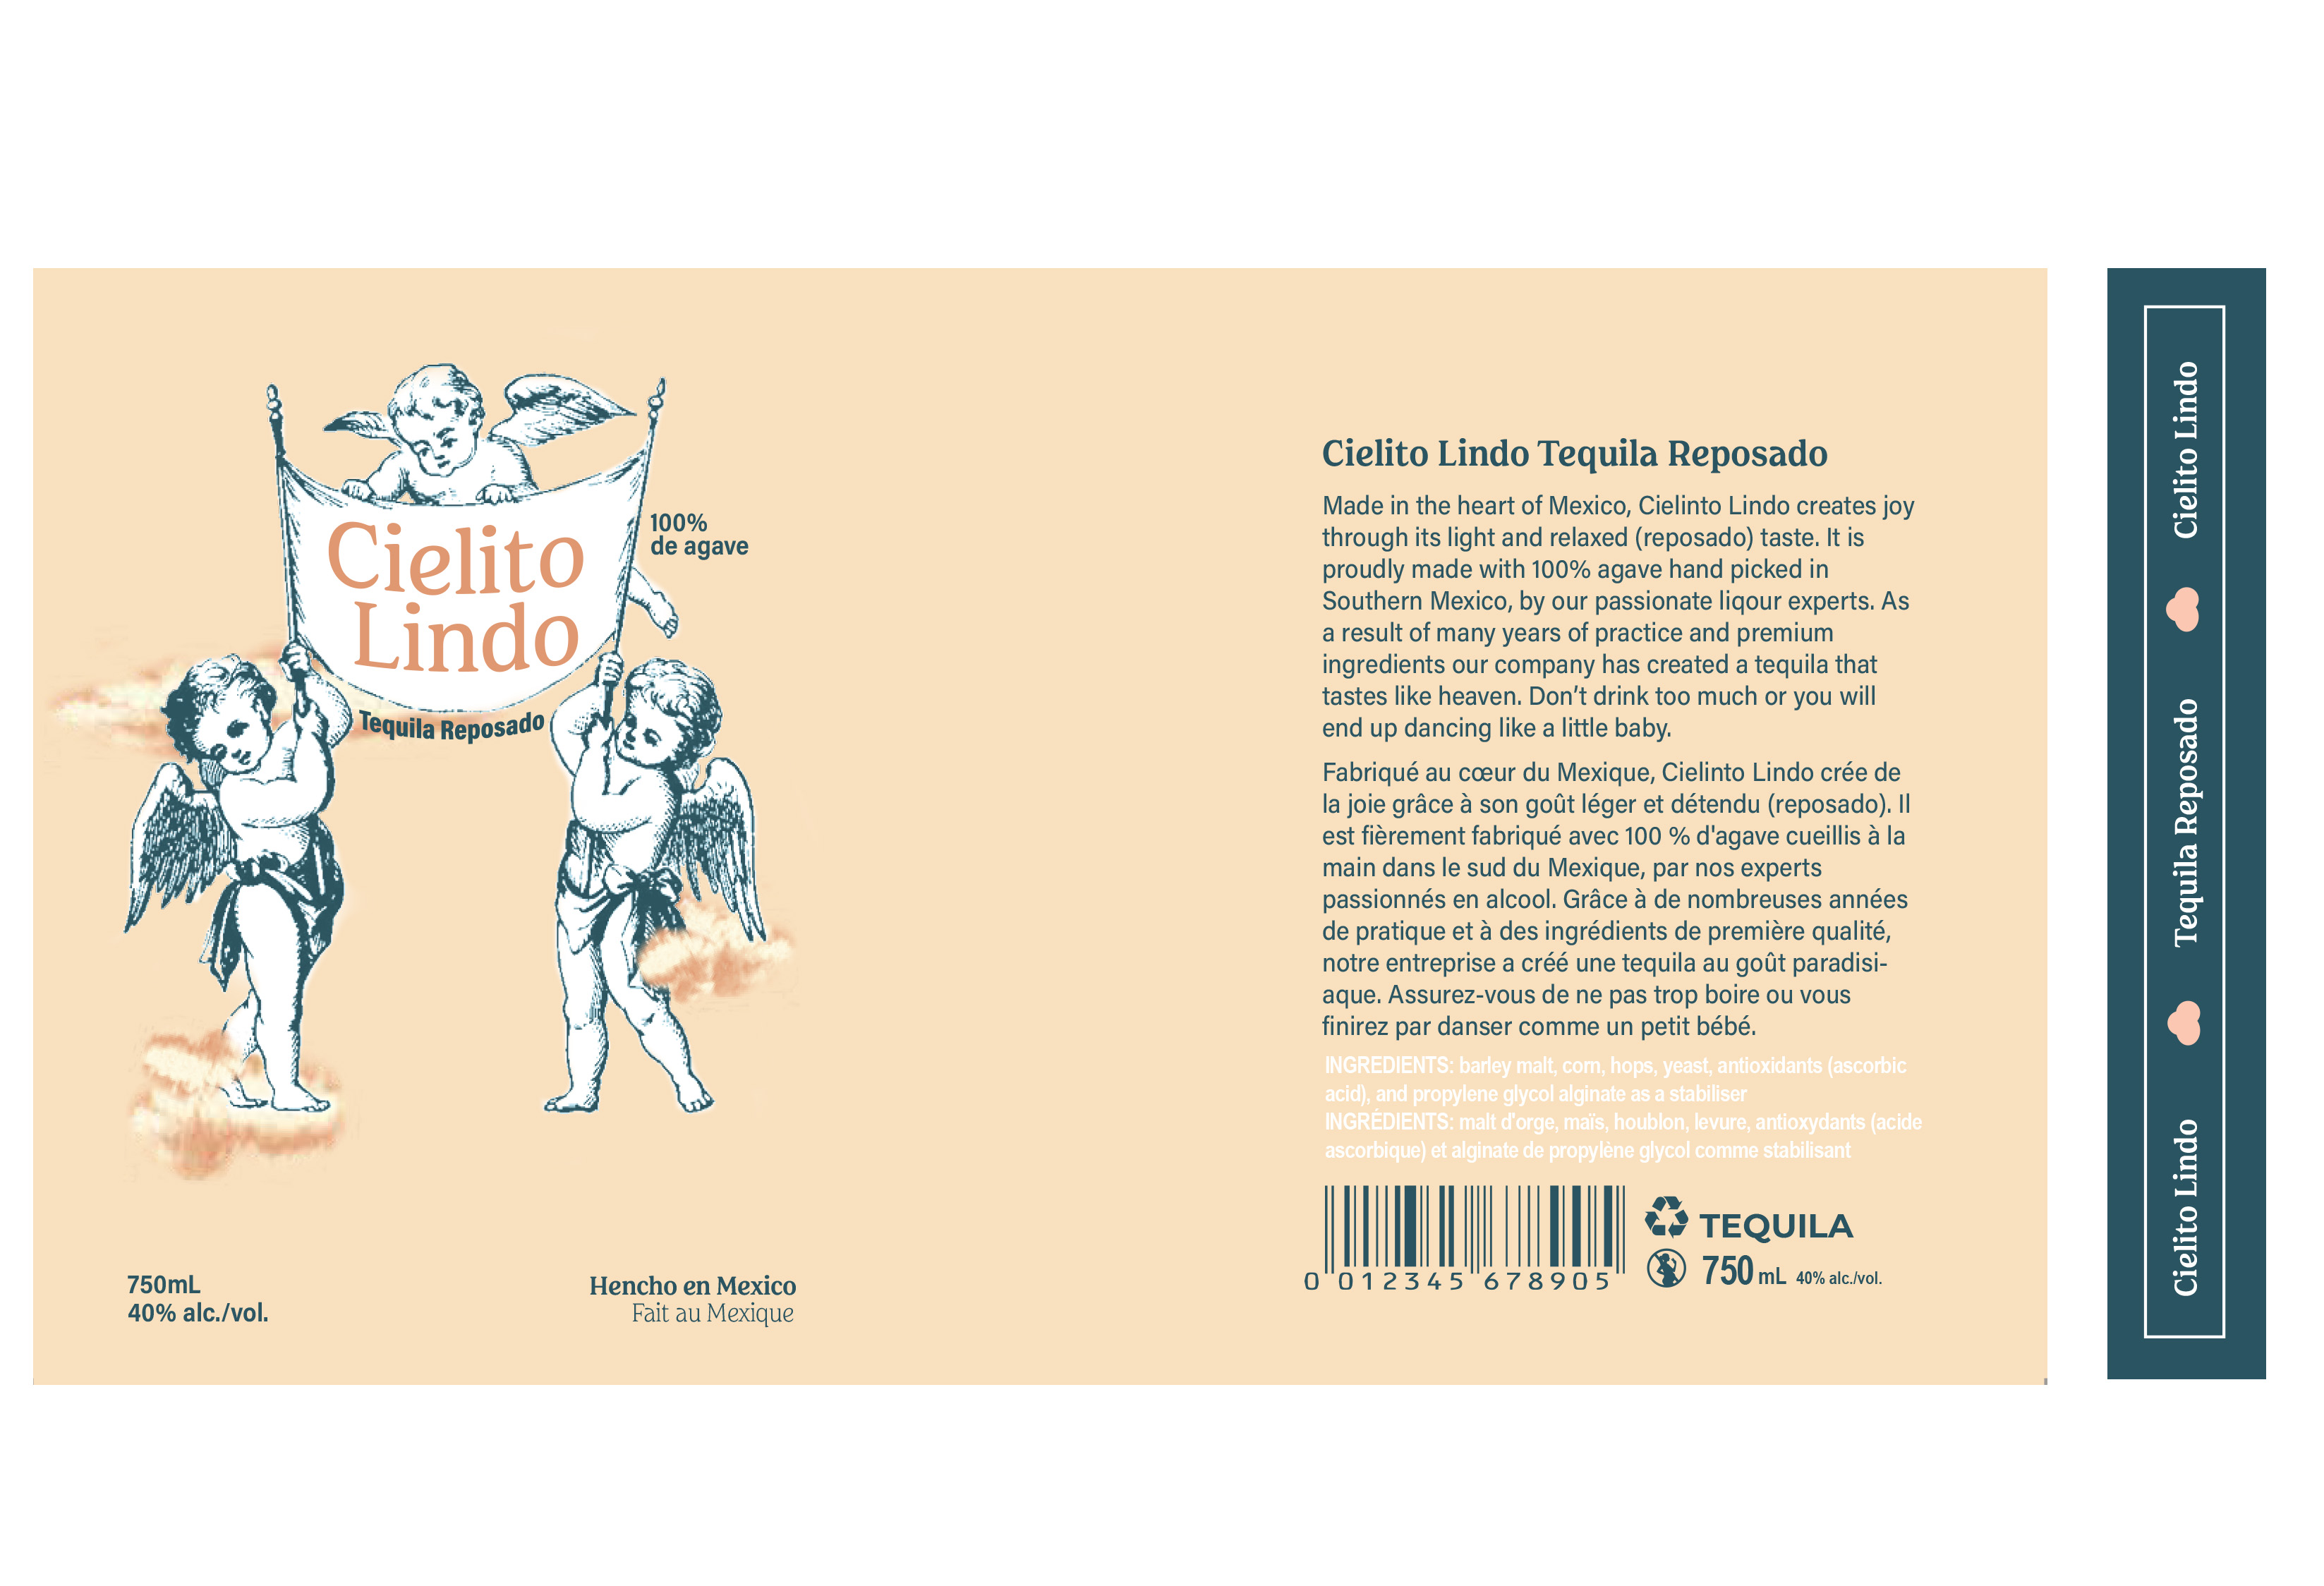 Cielito
Lindo
100%
de agave
Tequila Reposado
750mL
40% alc./vol.
Hencho en Mexico
Fait au Mexique
Cielito Lindo Tequila Reposado
Made in the heart of Mexico, Cielinto Lindo creates joy
through its light and relaxed (reposado) taste. It is
proudly made with 100% agave hand picked in
Southern Mexico, by our passionate liqour experts. As
a result of many years of practice and premium
ingredients our company has created a tequila that
tastes like heaven. Don’t drink too much or you will
end up dancing like a little baby.
Fabriqué au cœur du Mexique, Cielinto Lindo crée de
la joie grâce à son goût léger et détendu (reposado). Il
est fièrement fabriqué avec 100 % d'agave cueillis à la
main dans le sud du Mexique, par nos experts
passionnés en alcool. Grâce à de nombreuses années
de pratique et à des ingrédients de première qualité,
notre entreprise a créé une tequila au goût paradisi-
aque. Assurez-vous de ne pas trop boire ou vous
finirez par danser comme un petit bébé.
INGREDIENTS: barley malt, corn, hops, yeast, antioxidants (ascorbic
acid), and propylene glycol alginate as a stabiliser
INGRÉDIENTS: malt d'orge, maïs, houblon, levure, antioxydants (acide
ascorbique) et alginate de propylène glycol comme stabilisant
0 012345 678905
TEQUILA
750 mL 40% alc./vol.
Cielito Lindo Tequila Reposado Cielito Lindo